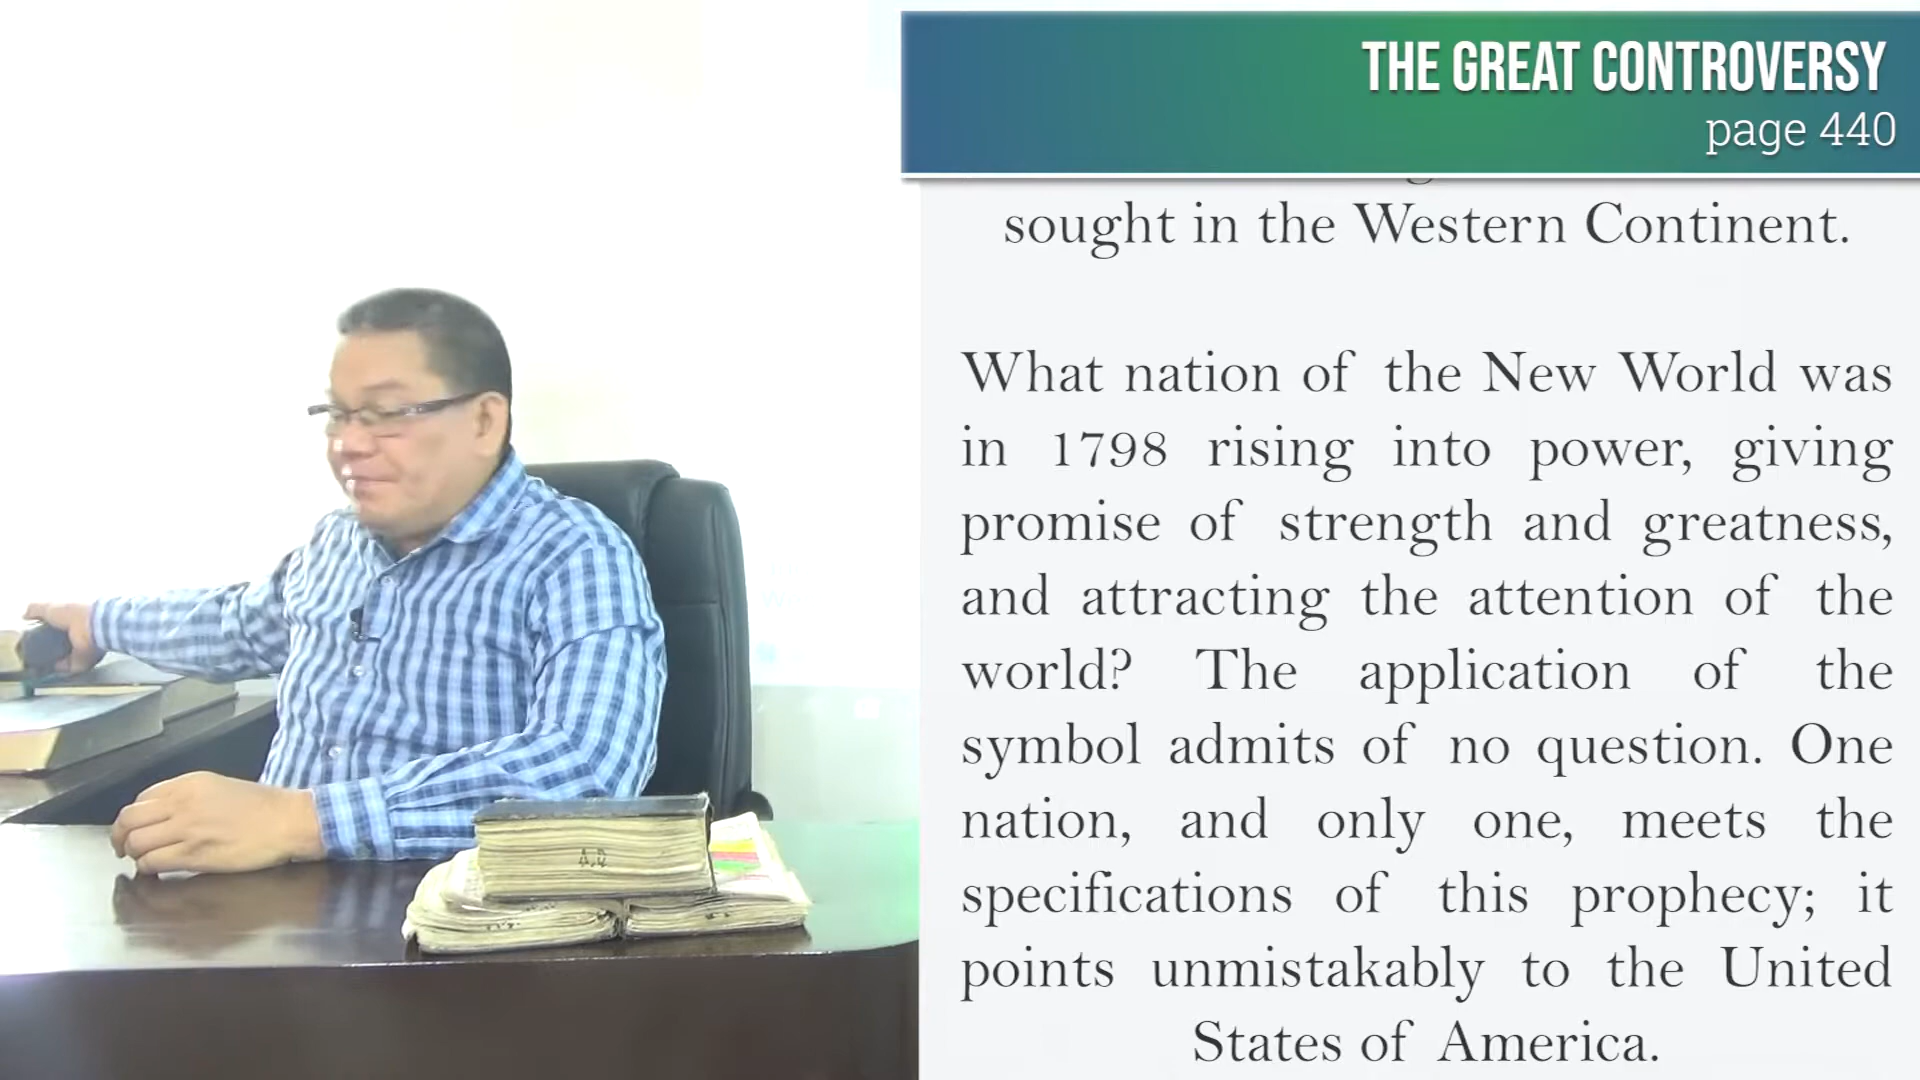 THE GREAT CONTROVERSY
page 440
sought in the Western Continent.
What nation of the New World was
in 1798 rising into power, giving
promise of strength and greatness,
and attracting the attention of the
world? The application of the
symbol admits of no question. One
nation, and only one, meets the
specifications of this prophecy; it
points unmistakably to the United
States of America.